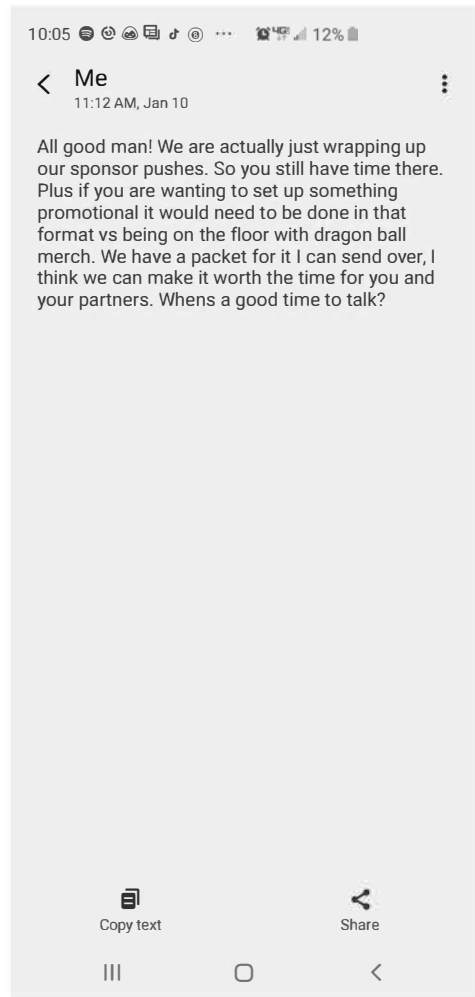 10:05 ··· 4GE 12%
Me
11:12 AM, Jan 10
All good man! We are actually just wrapping up
our sponsor pushes. So you still have time there.
Plus if you are wanting to set up something
promotional it would need to be done in that
format vs being on the floor with dragon ball
merch. We have a packet for it I can send over, I
think we can make it worth the time for you and
your partners. Whens a good time to talk?
Copy text
Share